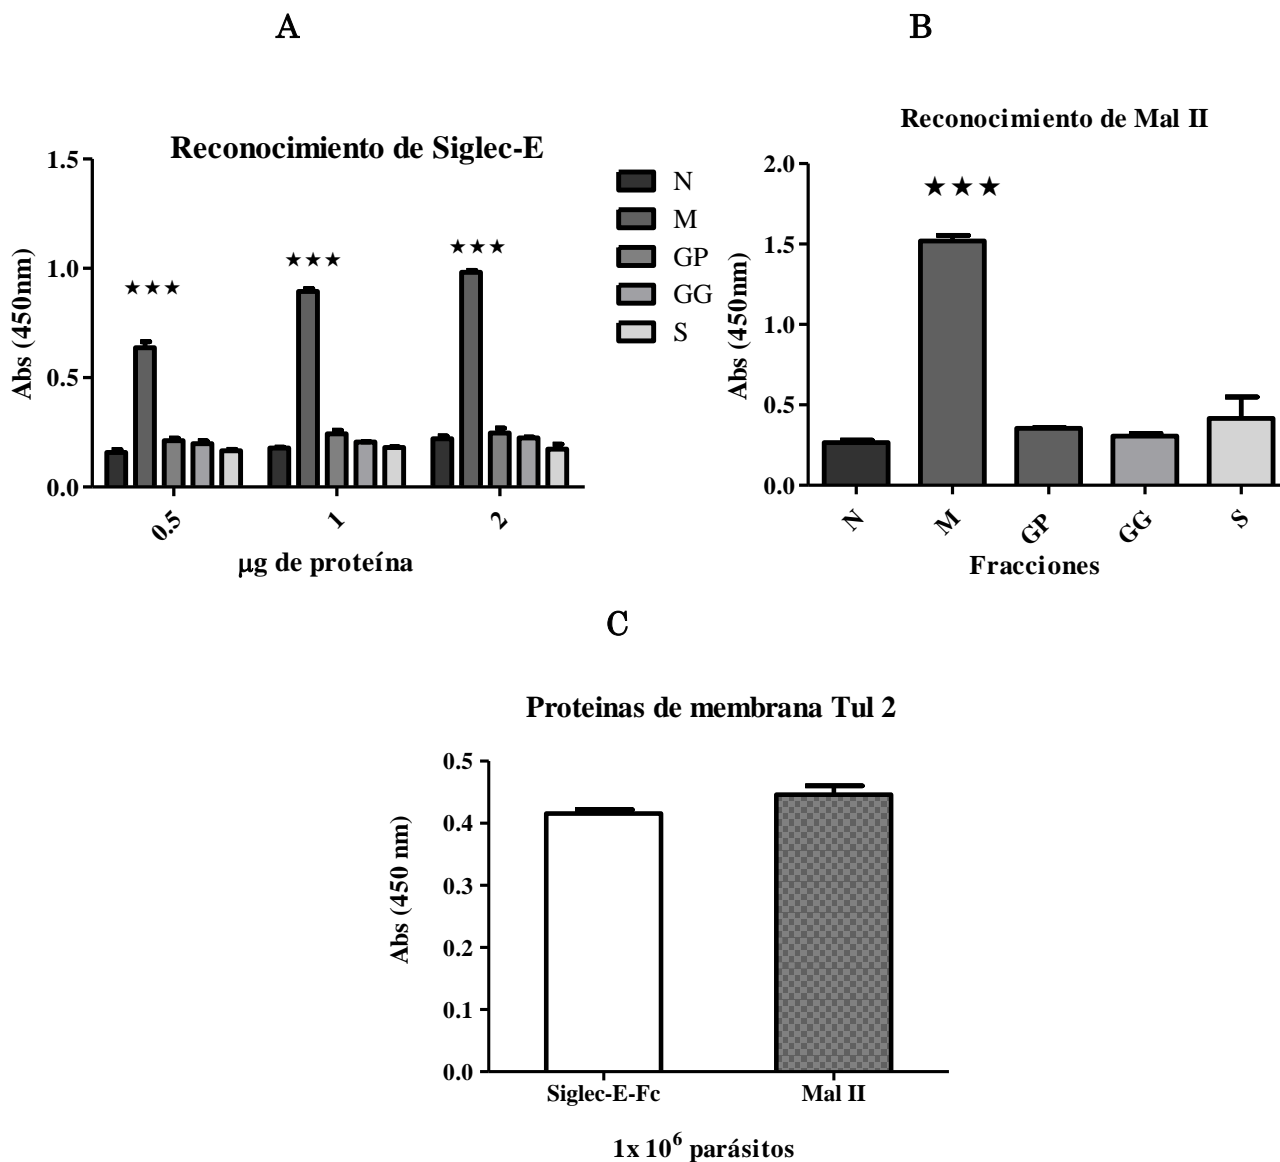 A
B
Reconocimiento de Siglec-E
1.5
1.0
0.5
0.0
Abs (450nm)
★★★
★★★
★★★
0.5
1
2
µg de proteína
N
M
GP
GG
S
Reconocimiento de Mal II
2.0
1.5
1.0
0.5
0.0
Abs (450nm)
★★★
N
M
GP
GG
S
Fracciones
C
Proteinas de membrana Tul 2
0.5
0.4
0.3
0.2
0.1
0.0
Abs (450 nm)
Siglec-E-Fc
Mal II
1x 10⁶ parásitos